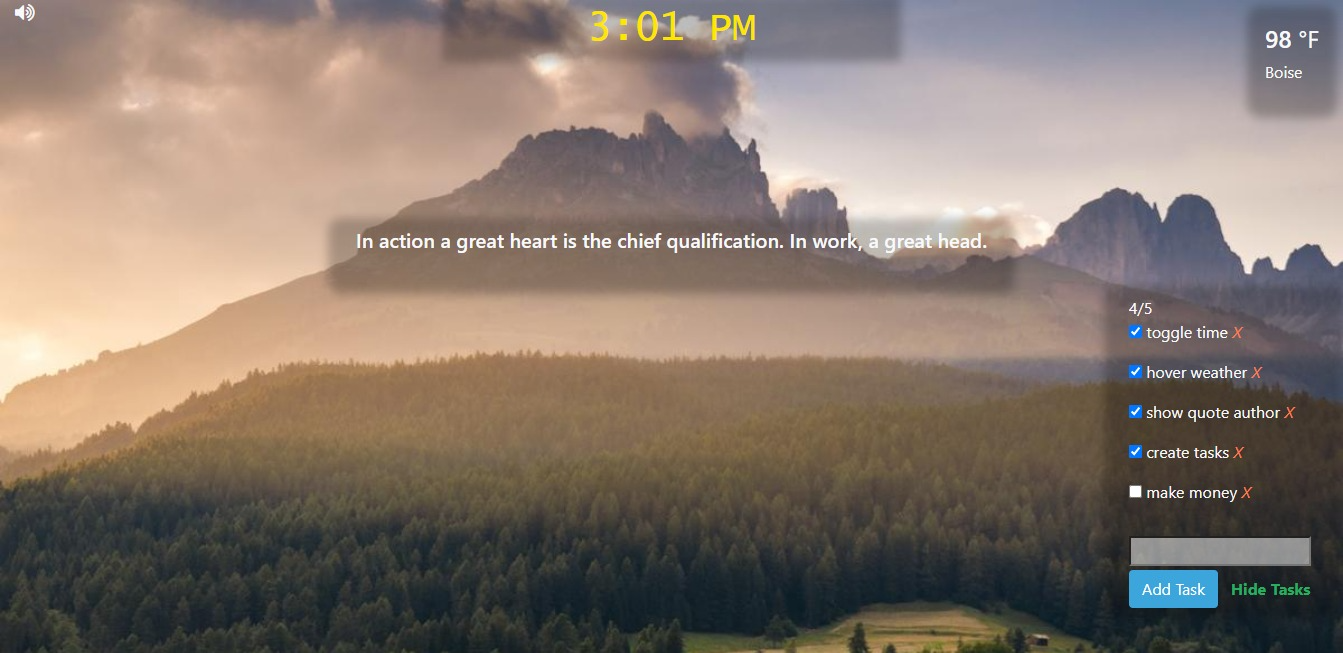 3:01 PM
98 °F
Boise
In action a great heart is the chief qualification. In work, a great head.
4/5
toggle time X
hover weather X
show quote author X
create tasks X
make money X
Add Task Hide Tasks